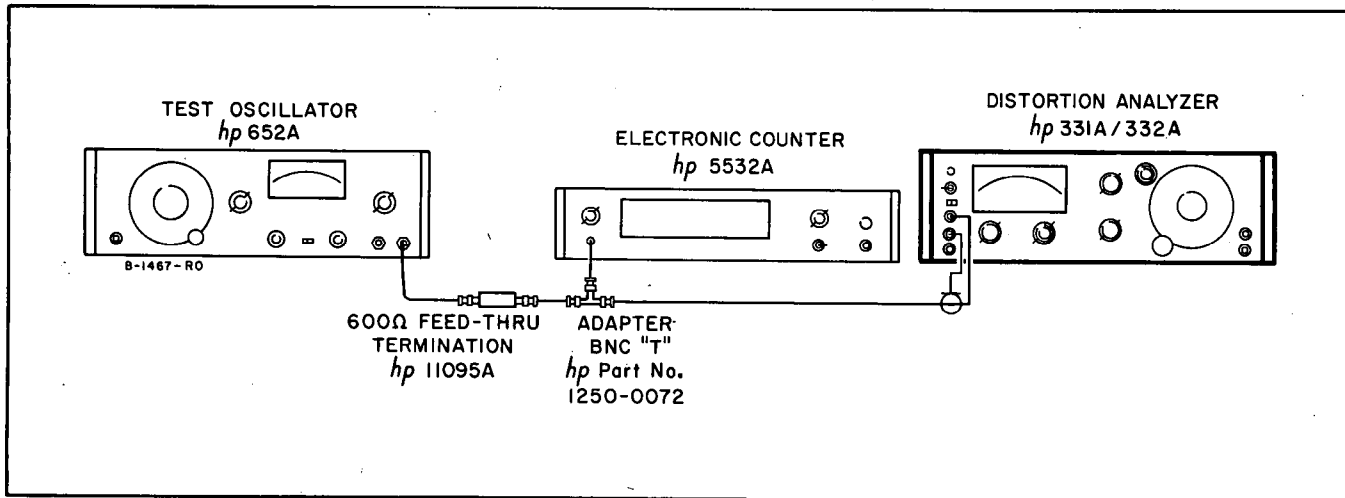 TEST OSCILLATOR
hp 652A
B-1467-RO
ELECTRONIC COUNTER
hp 5532A
DISTORTION ANALYZER
hp 331A/332A
600Ω FEED-THRU
TERMINATION
hp 11095A
ADAPTER
BNC "T"
hp Part No.
1250-0072